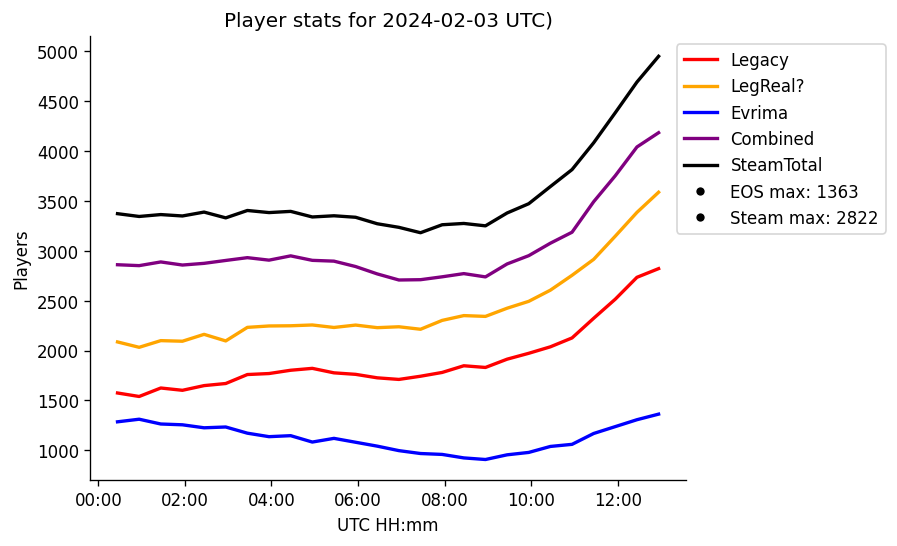 Player stats for 2024-02-03 UTC)
5000
4500
4000
3500
3000
2500
2000
1500
1000
Players
00:00 02:00 04:00 06:00 08:00 10:00 12:00
UTC HH:mm
Legacy
LegReal?
Evrima
Combined
SteamTotal
EOS max: 1363
Steam max: 2822